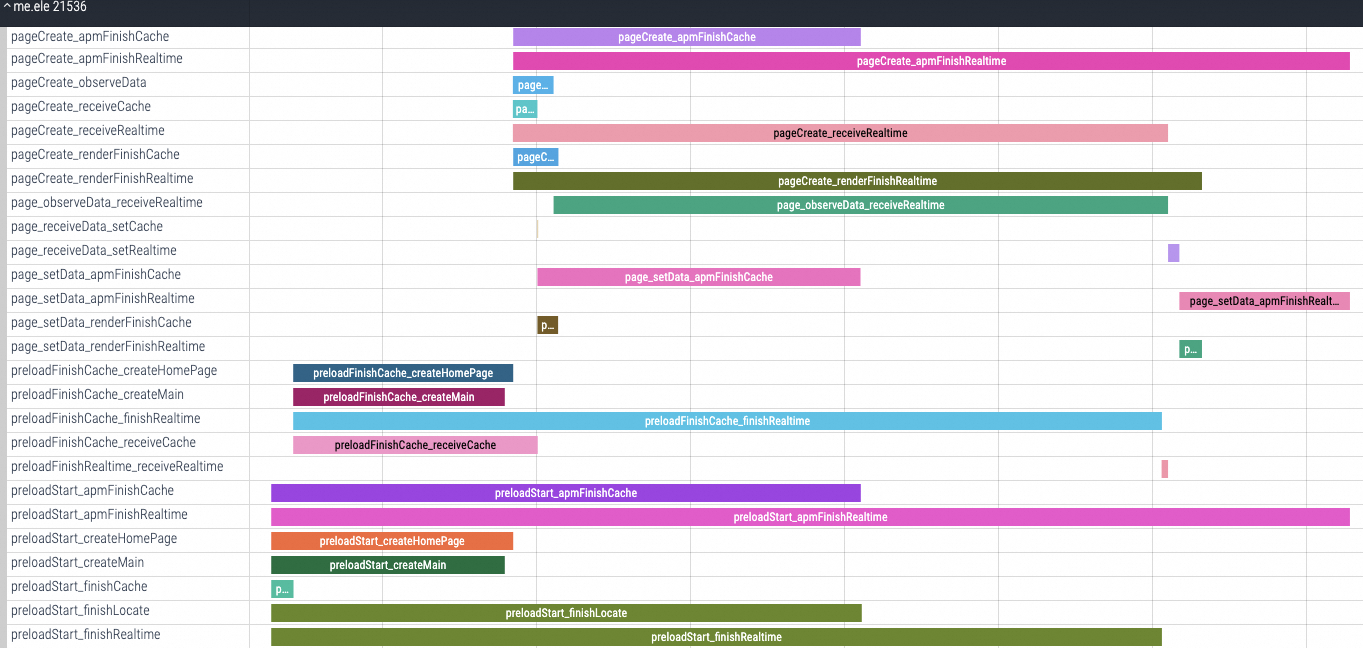 ^ me.ele 21536
pageCreate_apmFinishCache pageCreate_apmFinishCache
pageCreate_apmFinishRealtime pageCreate_apmFinishRealtime
pageCreate_observeData page...
pageCreate_receiveCache pa...
pageCreate_receiveRealtime pageCreate_receiveRealtime
pageCreate_renderFinishCache pageC...
pageCreate_renderFinishRealtime pageCreate_renderFinishRealtime
page_observeData_receiveRealtime page_observeData_receiveRealtime
page_receiveData_setCache
page_receiveData_setRealtime
page_setData_apmFinishCache page_setData_apmFinishCache
page_setData_apmFinishRealtime page_setData_apmFinishRealt...
page_setData_renderFinishCache p...
page_setData_renderFinishRealtime p...
preloadFinishCache_createHomePage preloadFinishCache_createHomePage
preloadFinishCache_createMain preloadFinishCache_createMain
preloadFinishCache_finishRealtime preloadFinishCache_finishRealtime
preloadFinishCache_receiveCache preloadFinishCache_receiveCache
preloadFinishRealtime_receiveRealtime
preloadStart_apmFinishCache preloadStart_apmFinishCache
preloadStart_apmFinishRealtime preloadStart_apmFinishRealtime
preloadStart_createHomePage preloadStart_createHomePage
preloadStart_createMain preloadStart_createMain
preloadStart_finishCache p...
preloadStart_finishLocate preloadStart_finishLocate
preloadStart_finishRealtime preloadStart_finishRealtime